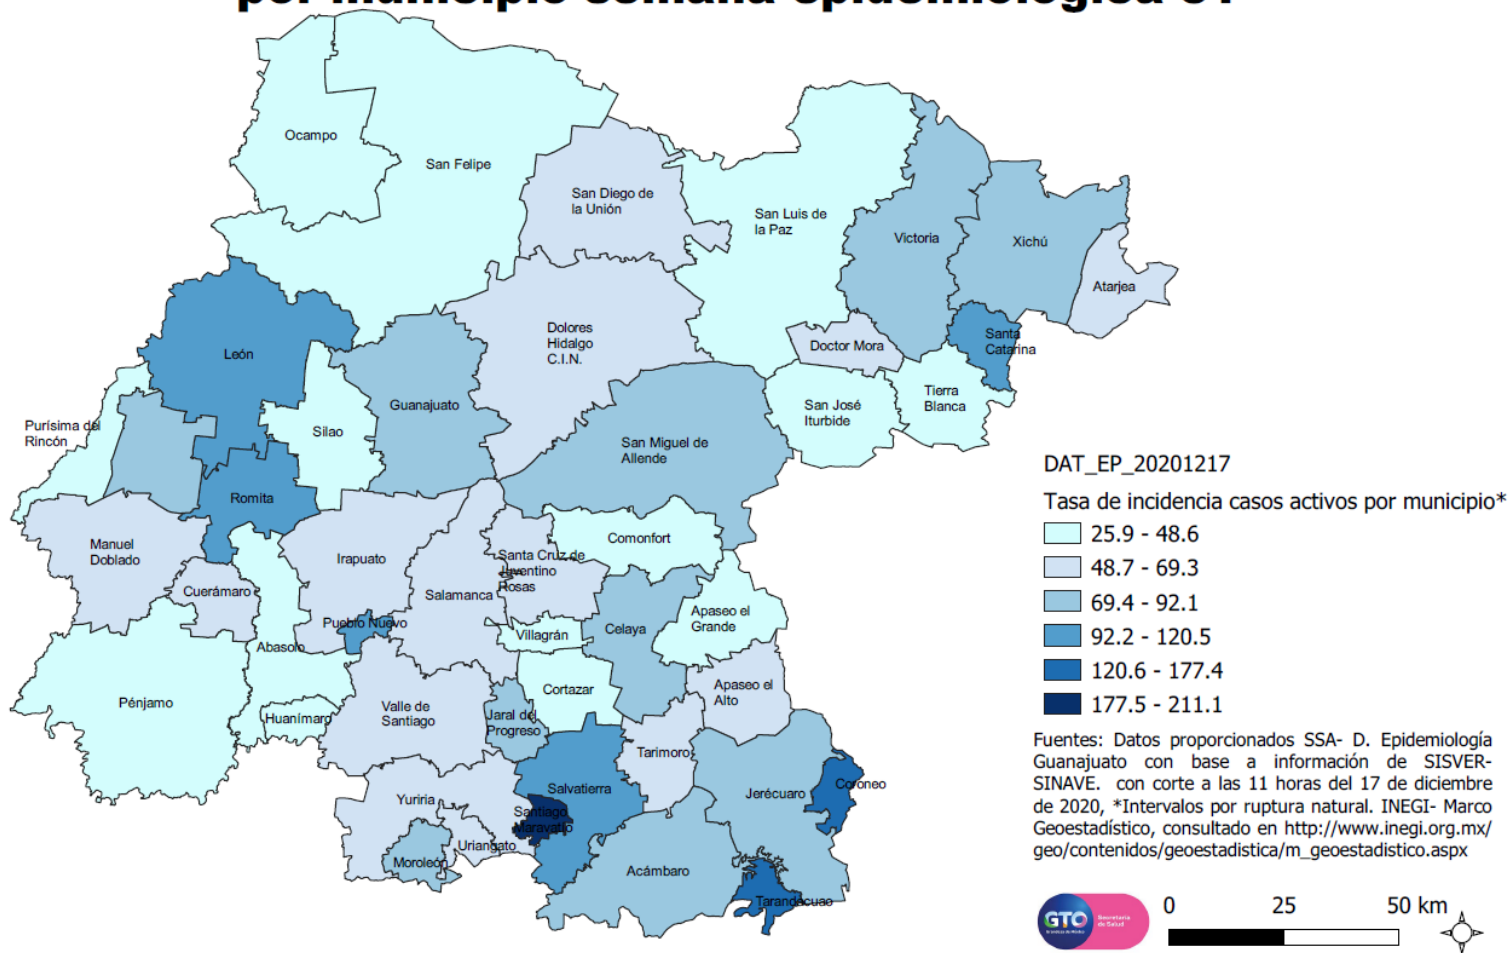 por municipio semana epidemiológica 51
Ocampo
San Felipe
San Diego de
la Unión
San Luis de
la Paz
Victoria
Xichú
Atarjea
León
Dolores
Hidalgo
C.I.N.
Doctor Mora
Santa
Catarina
Guanajuato
Silao
Purísima del
Rincón
San Miguel de
Allende
San José
Iturbide
Tierra
Blanca
Romita
Manuel
Doblado
Irapuato
Santa Cruz de
Juventino
Rosas
Comonfort
Cuerámaro
Salamanca
Pueblo Nuevo
Villagrán
Celaya
Apaseo el
Grande
Abasolo
Pénjamo
Huanímaro
Valle de
Santiago
Jaral del
Progreso
Cortazar
Apaseo el
Alto
Tarimoro
Salvatierra
Jerécuaro
Coroneo
Yuriria
Santiago
Maravatío
Uriangato
Moroleón
Acámbaro
Tarandacuao
DAT_EP_20201217
Tasa de incidencia casos activos por municipio*
25.9 - 48.6
48.7 - 69.3
69.4 - 92.1
92.2 - 120.5
120.6 - 177.4
177.5 - 211.1
Fuentes: Datos proporcionados SSA- D. Epidemiología
Guanajuato con base a información de SISVER-
SINAVE. con corte a las 11 horas del 17 de diciembre
de 2020, *Intervalos por ruptura natural. INEGI- Marco
Geoestadístico, consultado en http://www.inegi.org.mx/
geo/contenidos/geoestadistica/m_geoestadistico.aspx
GTO
Secretaría
de Salud
0 25 50 km